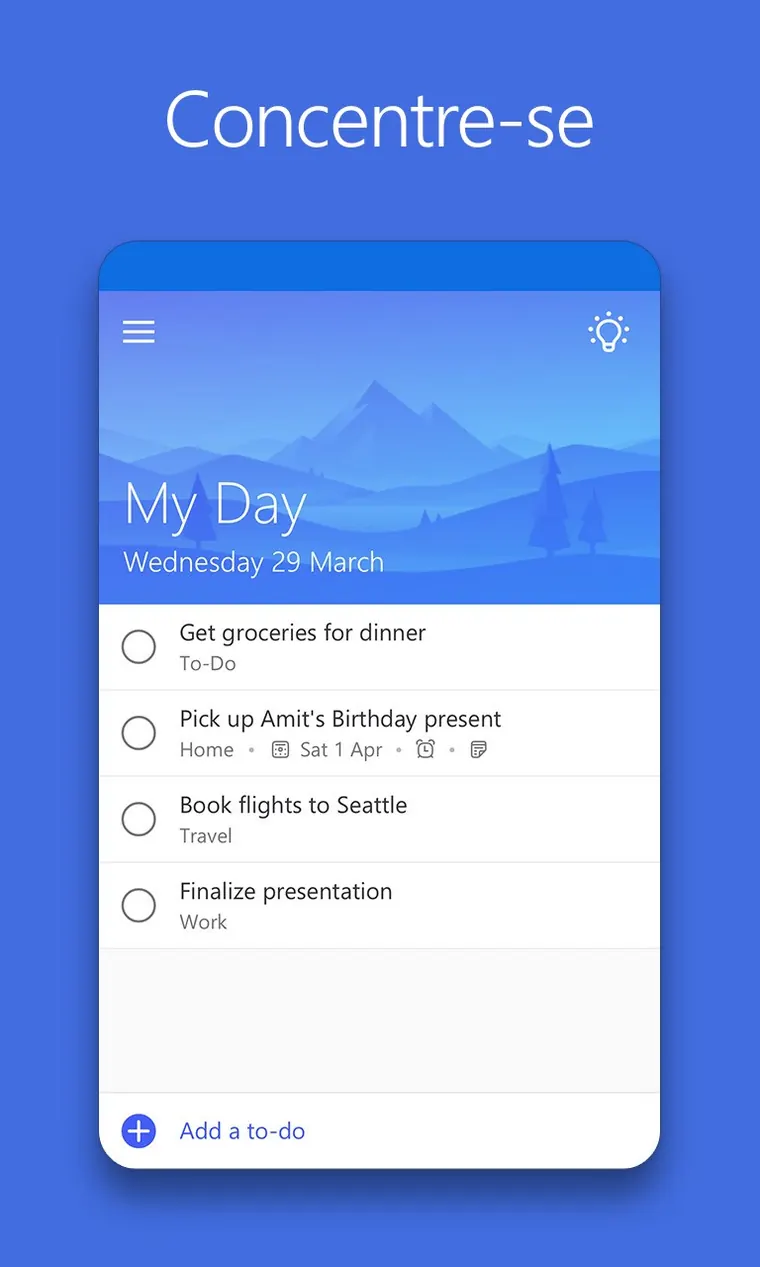 Concentre-se
My Day
Wednesday 29 March
Get groceries for dinner
To-Do
Pick up Amit's Birthday present
Home • Sat 1 Apr • •
Book flights to Seattle
Travel
Finalize presentation
Work
Add a to-do